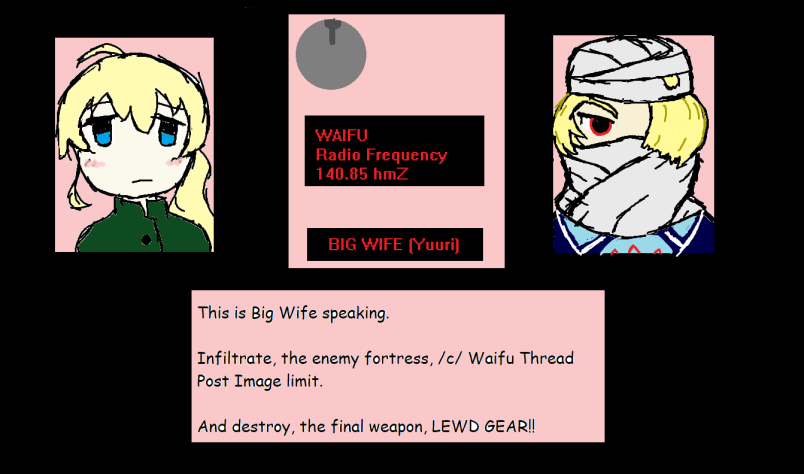 WAIFU
Radio Frequency
140.85 hmZ
BIG WIFE (Yuuri)
This is Big Wife speaking.
Infiltrate, the enemy fortress, /c/ Waifu Thread
Post Image limit.
And destroy, the final weapon, LEWD GEAR!!